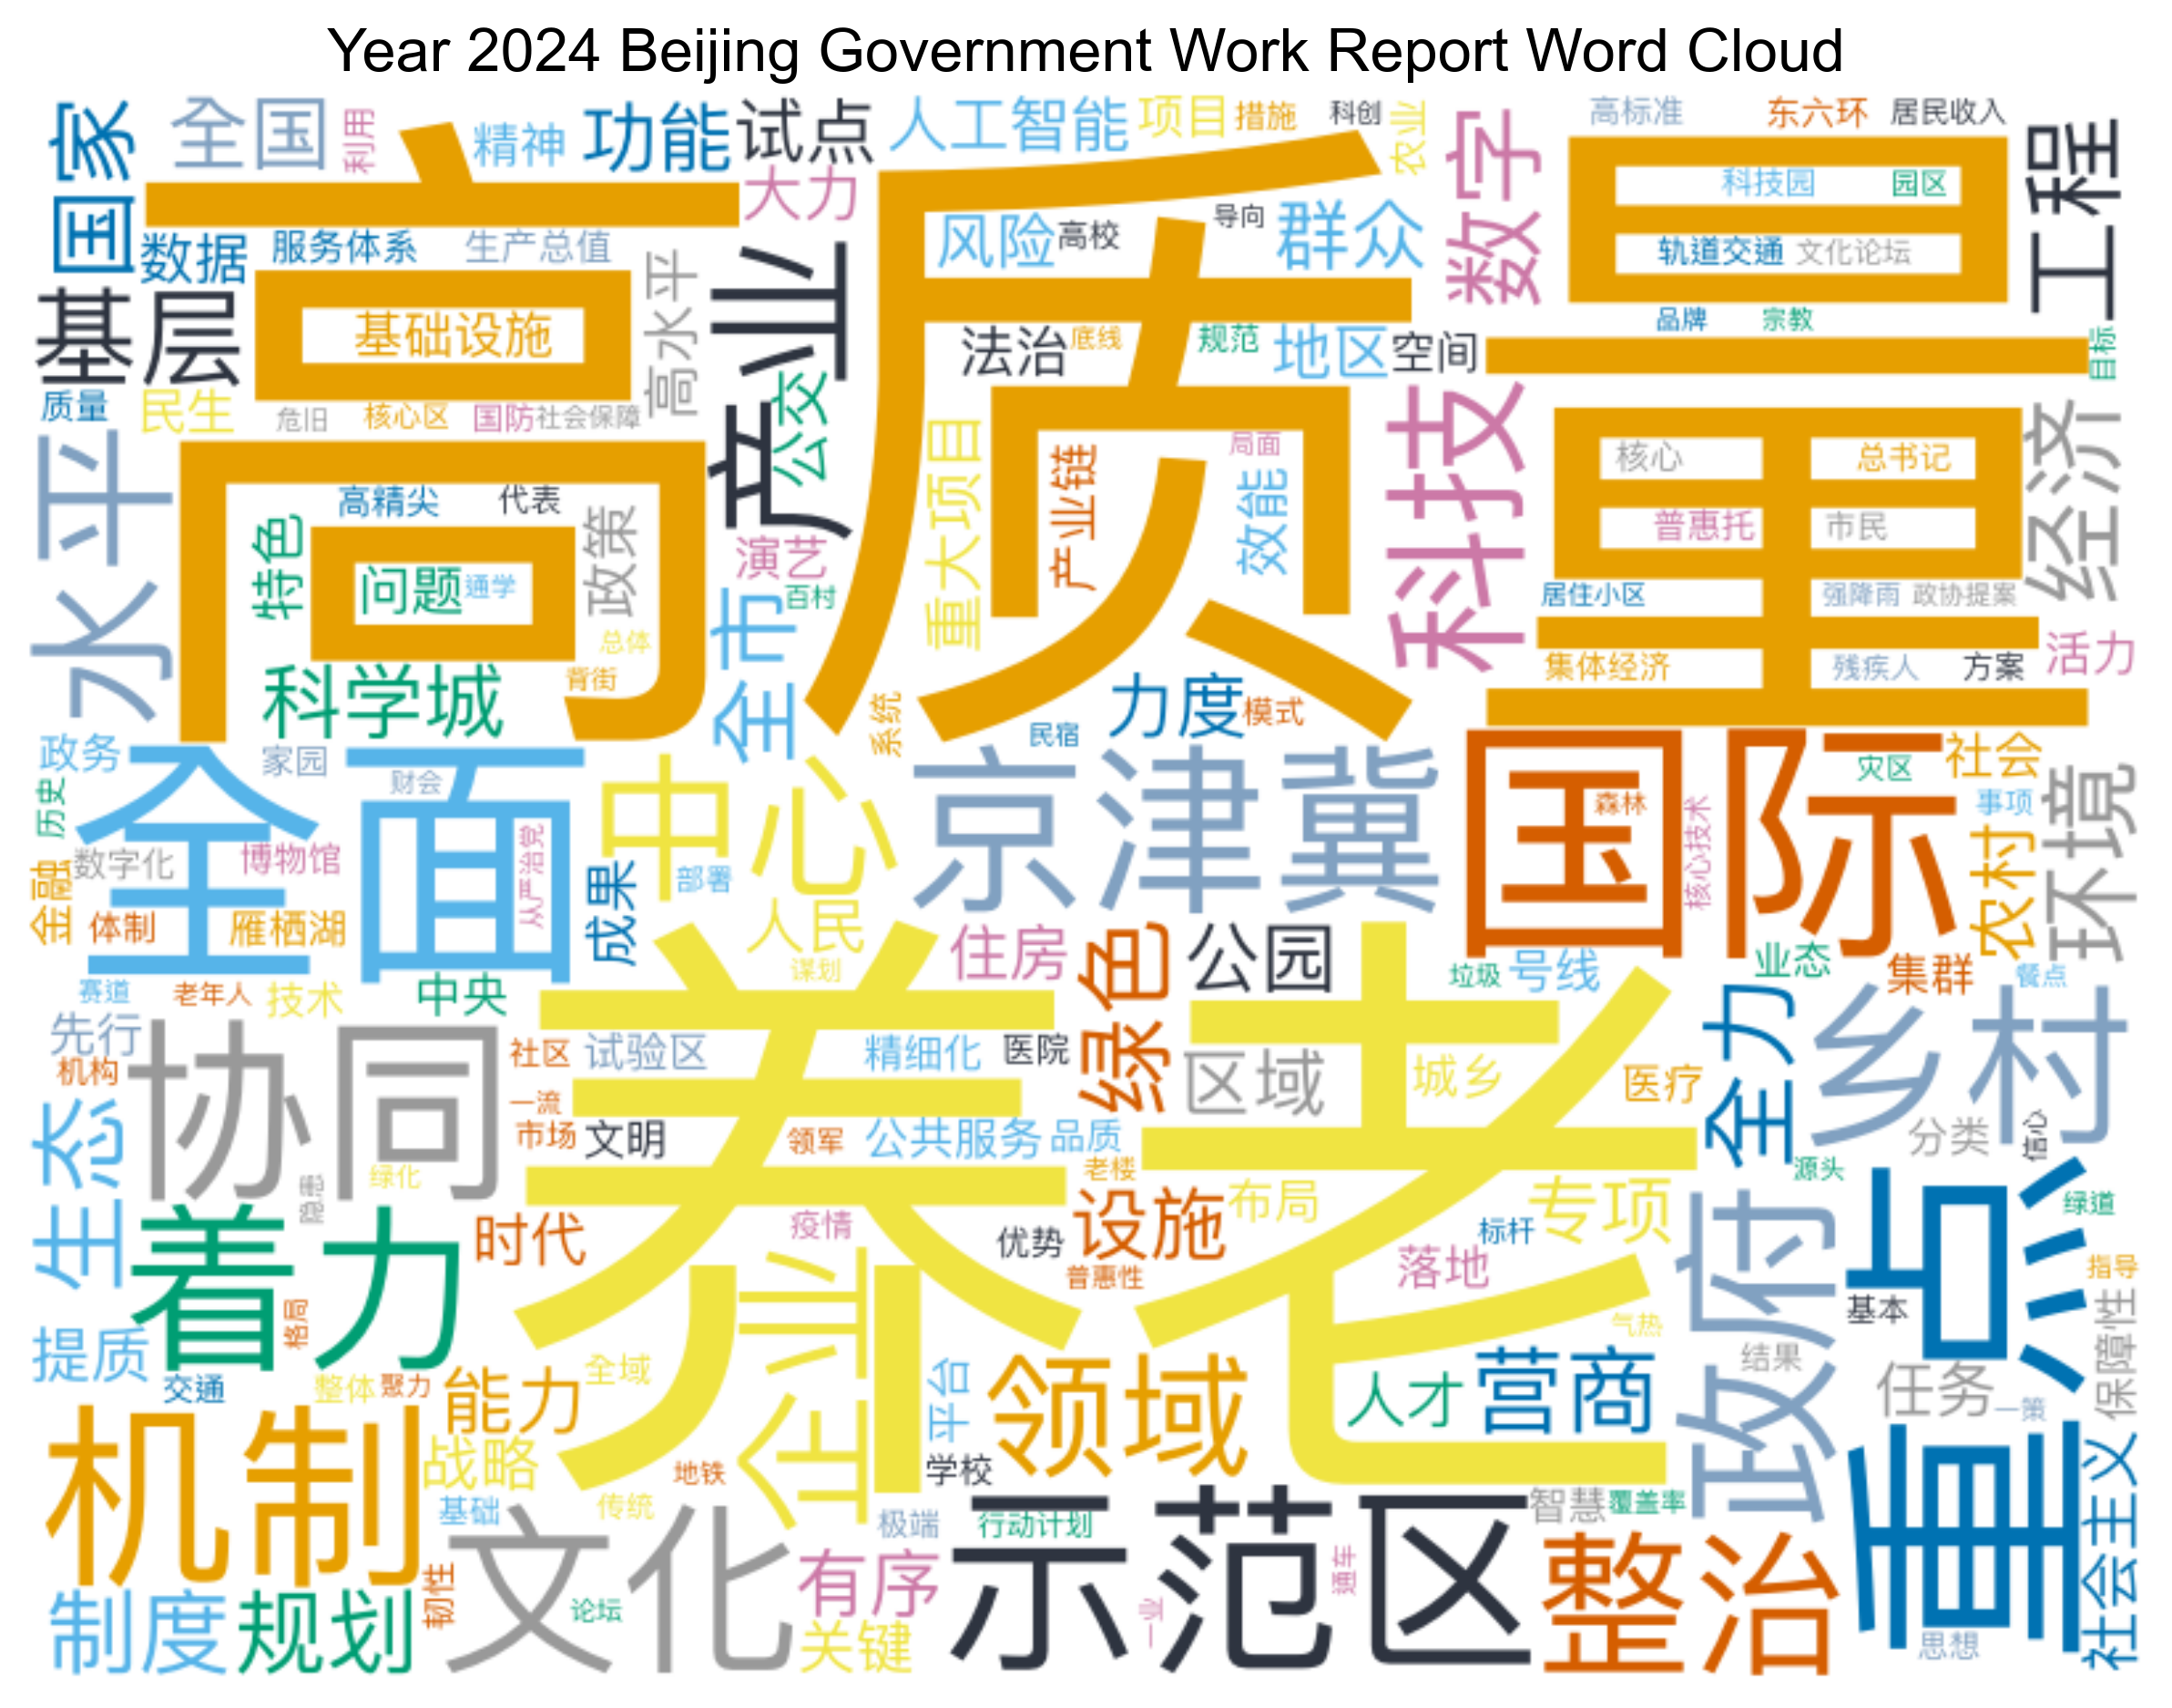 Year 2024 Beijing Government Work Report Word Cloud
高质量
养老
国家
全国
利用
精神
功能
试点
人工智能
项目
措施
科创
农业
数字
高标准
东六环
居民收入
工程
大力
科技园
园区
数据
服务体系
生产总值
风险
高校
导向
群众
轨道交通
文化论坛
基层
基础设施
高水平
产业
公交
法治
底线
规范
地区
空间
品牌
宗教
目标
质量
民生
危旧
核心区
国防
社会保障
水平
重大项目
产业链
局面
效能
科技
核心
总书记
经济
高精尖
代表
特色
政策
演艺
普惠托
市民
问题
通学
百村
全市
居住小区
强降雨
政协提案
总体
科学城
背街
系统
力度
模式
民宿
集体经济
残疾人
方案
活力
政务
家园
财会
全面
中心
京津冀
国际
森林
核心技术
灾区
社会
事项
农村
环境
历史
数字化
博物馆
从严治党
成果
部署
金融
体制
雁栖湖
人民
谋划
住房
绿色
公园
号线
垃圾
业态
集群
餐点
赛道
老年人
技术
中央
先行
机构
协同
社区
试验区
精细化
医院
区域
城乡
医疗
全力
乡村
分类
信心
一流
市场
文明
领军
公共服务
品质
老楼
源头
生态
绿化
着力
时代
疫情
优势
设施
布局
普惠性
落地
标杆
专项
政府
重点
绿道
指导
基本
保障性
提质
格局
交通
整体
聚力
能力
全域
企业
平台
领域
人才
营商
气热
结果
任务
一策
机制
战略
地铁
学校
基础
传统
文化
极端
行动计划
示范区
智慧
覆盖率
整治
社会主义
制度
规划
韧性
论坛
有序
关键
一业
通车
思想